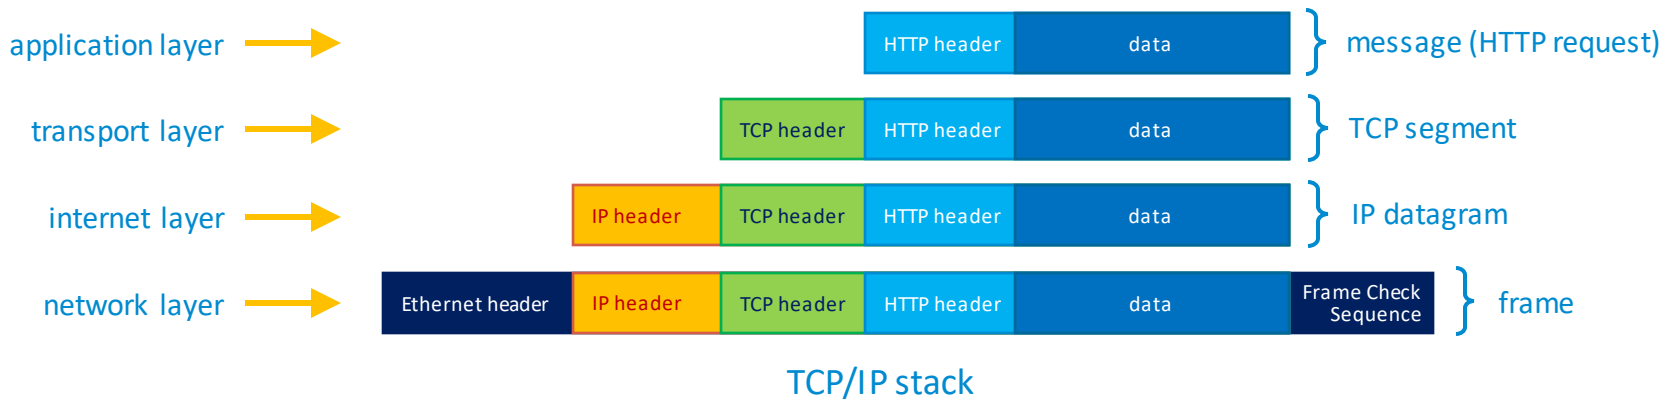 application layer HTTP header data message (HTTP request)
transport layer TCP header HTTP header data TCP segment
internet layer IP header TCP header HTTP header data IP datagram
network layer Ethernet header IP header TCP header HTTP header data Frame Check
Sequence frame
TCP/IP stack